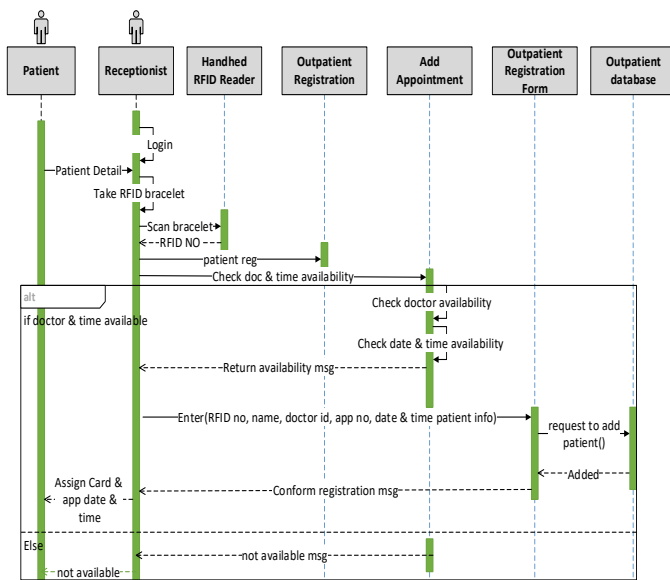 Patient
Receptionist
Handhed
RFID Reader
Outpatient
Registration
Add
Appointment
Outpatient
Registration
Form
Outpatient
database
Login
Patient Detail
Take RFID bracelet
Scan bracelet
RFID NO
patient reg
Check doc & time availability
alt
if doctor & time available
Check doctor availability
Check date & time availability
Return availability msg
Enter(RFID no, name, doctor id, app no, date & time patient info)
request to add
patient()
Added
Conform registration msg
Assign Card &
app date &
time
Else
not available msg
not available